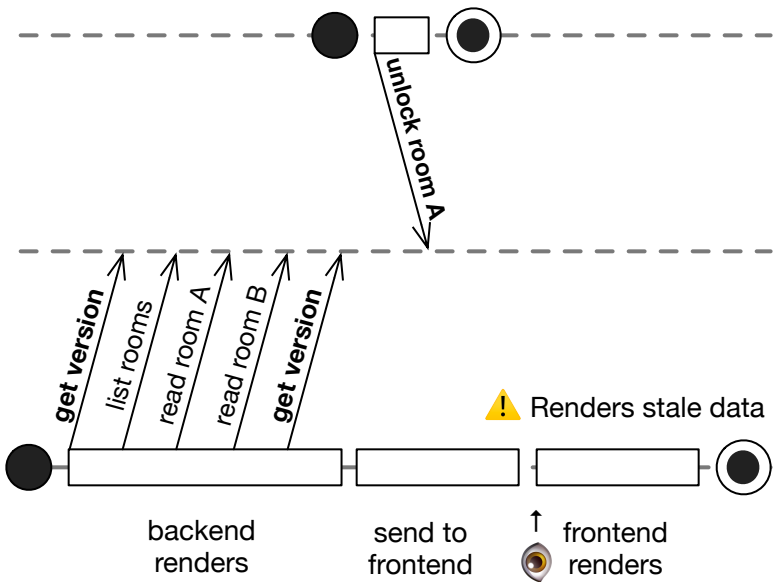 unlock room A
get version
list rooms
read room A
read room B
get version
⚠️ Renders stale data
backend
renders
send to
frontend
↑
frontend
renders